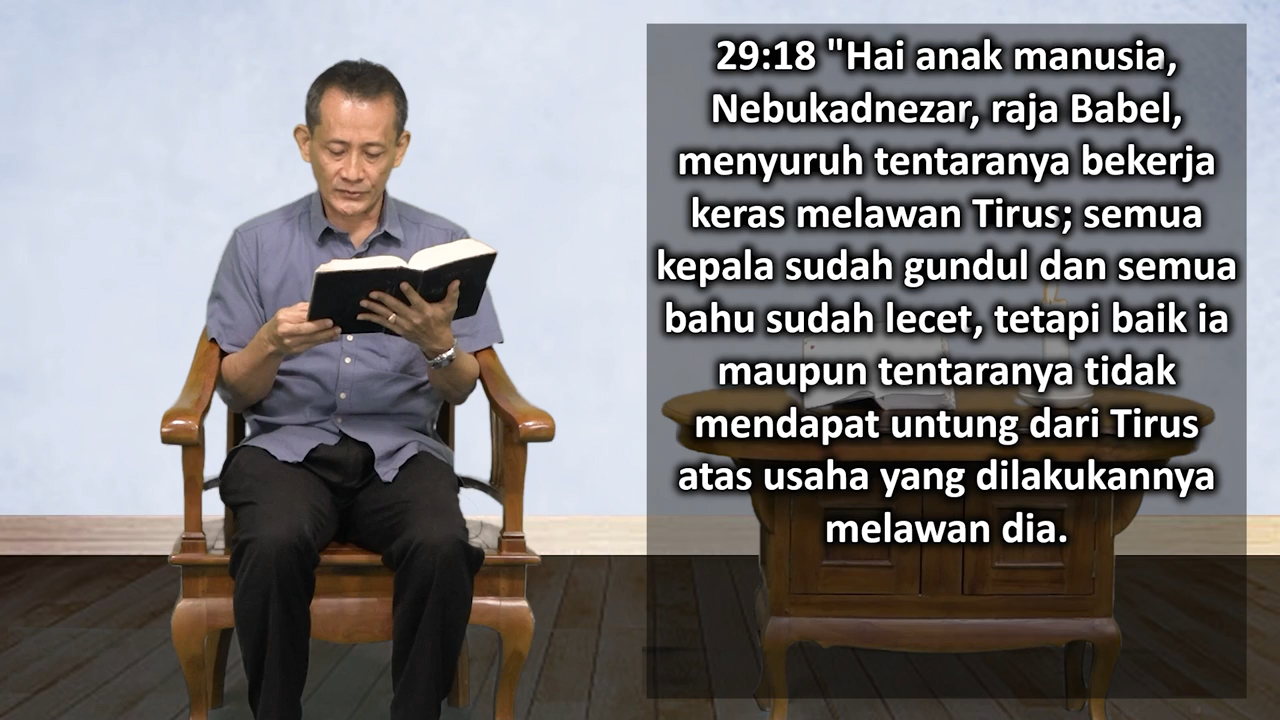 29:18 "Hai anak manusia,
Nebukadnezar, raja Babel,
menyuruh tentaranya bekerja
keras melawan Tirus; semua
kepala sudah gundul dan semua
bahu sudah lecet, tetapi baik ia
maupun tentaranya tidak
mendapat untung dari Tirus
atas usaha yang dilakukannya
melawan dia.